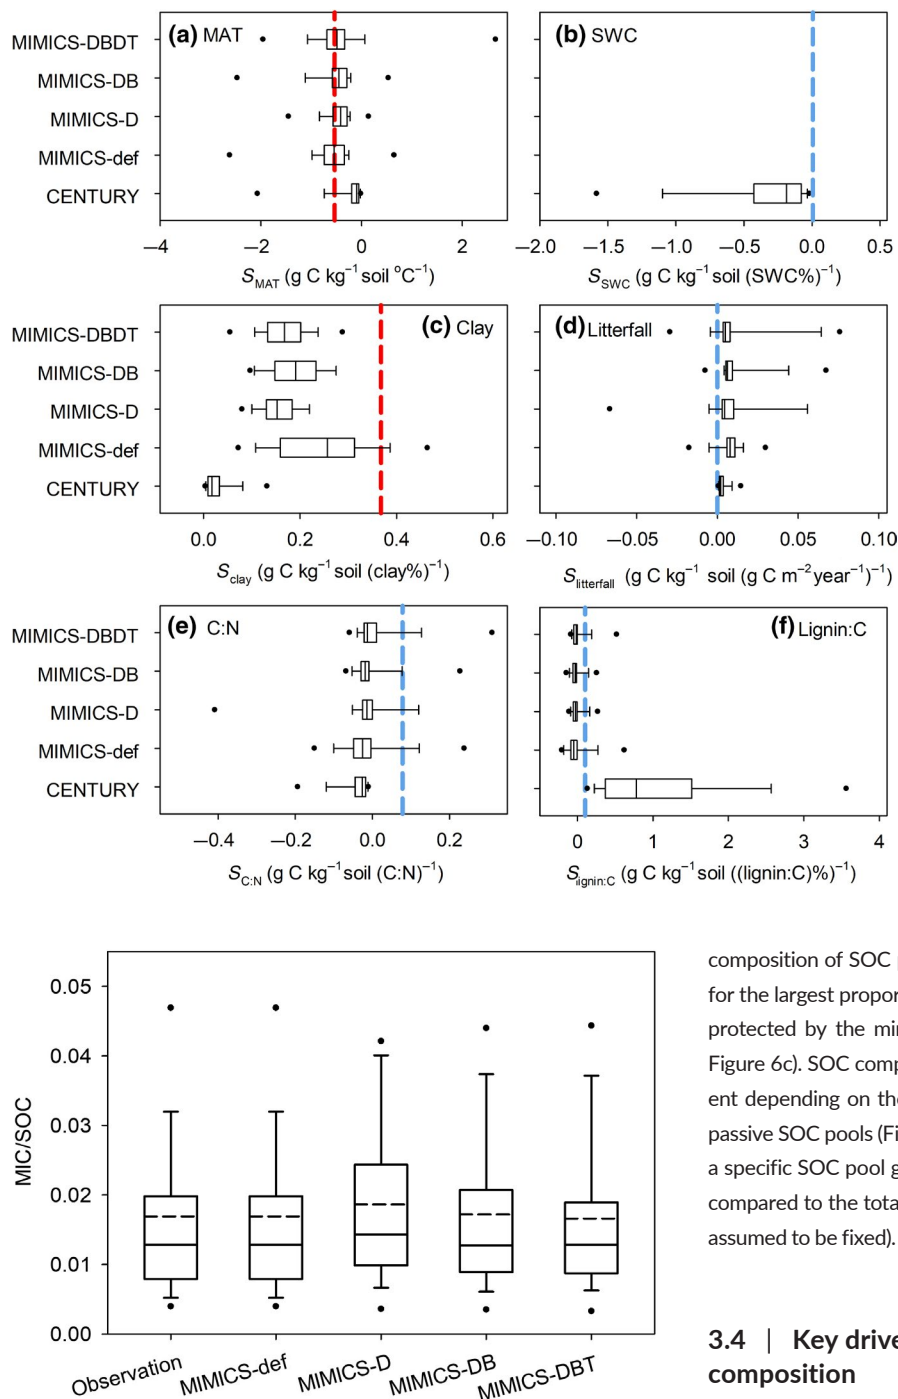 (a) MAT
MIMICS-DBDT
MIMICS-DB
MIMICS-D
MIMICS-def
CENTURY
−4 −2 0 2
S_MAT (g C kg⁻¹ soil °C⁻¹)
(b) SWC
−2.0 −1.5 −1.0 −0.5 0.0 0.5
S_SWC (g C kg⁻¹ soil (SWC%)⁻¹
(c) Clay
MIMICS-DBDT
MIMICS-DB
MIMICS-D
MIMICS-def
CENTURY
0.0 0.2 0.4 0.6
S_clay (g C kg⁻¹ soil (clay%)⁻¹
(d) Litterfall
−0.10 −0.05 0.00 0.05 0.10
S_litterfall (g C kg⁻¹ soil (g C m⁻² year⁻¹)⁻¹)
(e) C:N
MIMICS-DBDT
MIMICS-DB
MIMICS-D
MIMICS-def
CENTURY
−0.4 −0.2 0.0 0.2
S_C:N (g C kg⁻¹ soil (C:N)⁻¹
(f) Lignin:C
0 1 2 3 4
S_lignin:C (g C kg⁻¹ soil ((lignin:C)%)⁻¹)
MIC/SOC
0.05
0.04
0.03
0.02
0.01
0.00
Observation MIMICS-def MIMICS-D MIMICS-DB MIMICS-DBT
composition of SOC
for the largest propor
protected by the min
Figure 6c). SOC comp
ent depending on the
passive SOC pools (Fi
a specific SOC pool g
compared to the total
assumed to be fixed).
3.4 | Key drive
composition